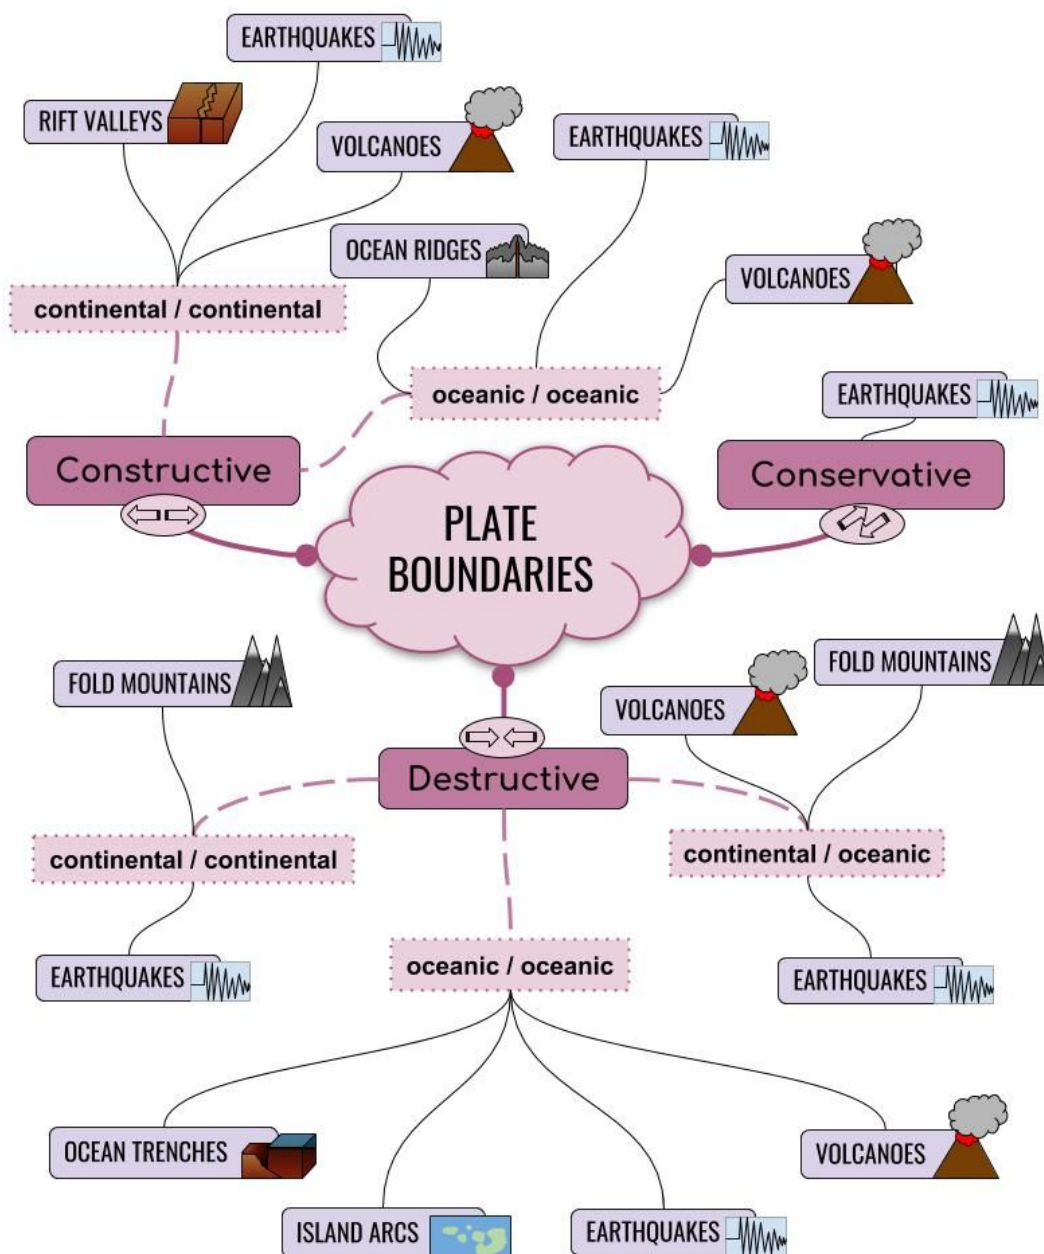 EARTHQUAKES
RIFT VALLEYS
VOLCANOES
EARTHQUAKES
OCEAN RIDGES
VOLCANOES
continental / continental
oceanic / oceanic
EARTHQUAKES
Constructive
Conservative
PLATE
BOUNDARIES
FOLD MOUNTAINS
FOLD MOUNTAINS
VOLCANOES
Destructive
continental / continental
continental / oceanic
oceanic / oceanic
EARTHQUAKES
EARTHQUAKES
OCEAN TRENCHES
VOLCANOES
ISLAND ARCS
EARTHQUAKES